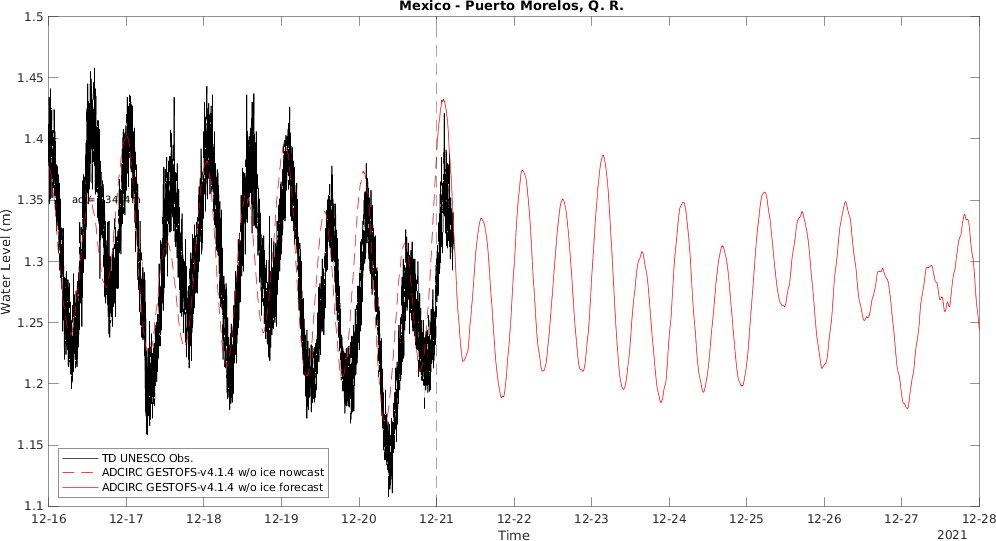 Mexico - Puerto Morelos, Q. R.
1.5
1.45
1.4
1.35
1.3
1.25
1.2
1.15
1.1
Water Level (m)
TD UNESCO Obs.
ADCIRC GESTOFS-v4.1.4 w/o ice nowcast
ADCIRC GESTOFS-v4.1.4 w/o ice forecast
12-16 12-17 12-18 12-19 12-20 12-21 12-22 12-23 12-24 12-25 12-26 12-27 12-28
Time
2021